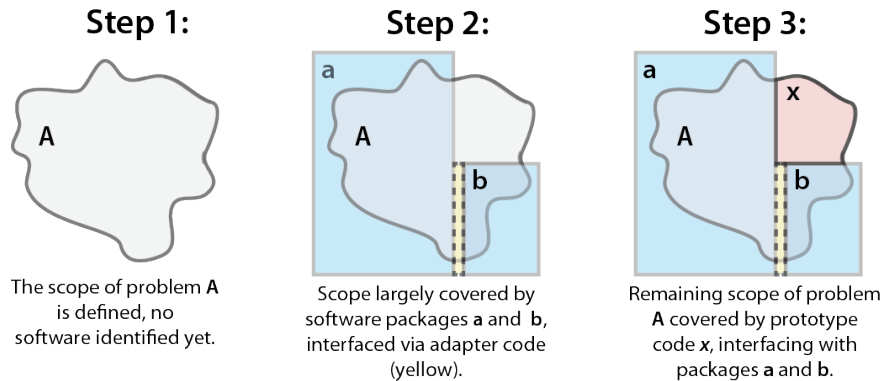 Step 1:
A
The scope of problem A
is defined, no
software identified yet.
Step 2:
a
A
b
Scope largely covered by
software packages a and b,
interfaced via adapter code
(yellow).
Step 3:
a
x
A
b
Remaining scope of problem
A covered by prototype
code x, interfacing with
packages a and b.